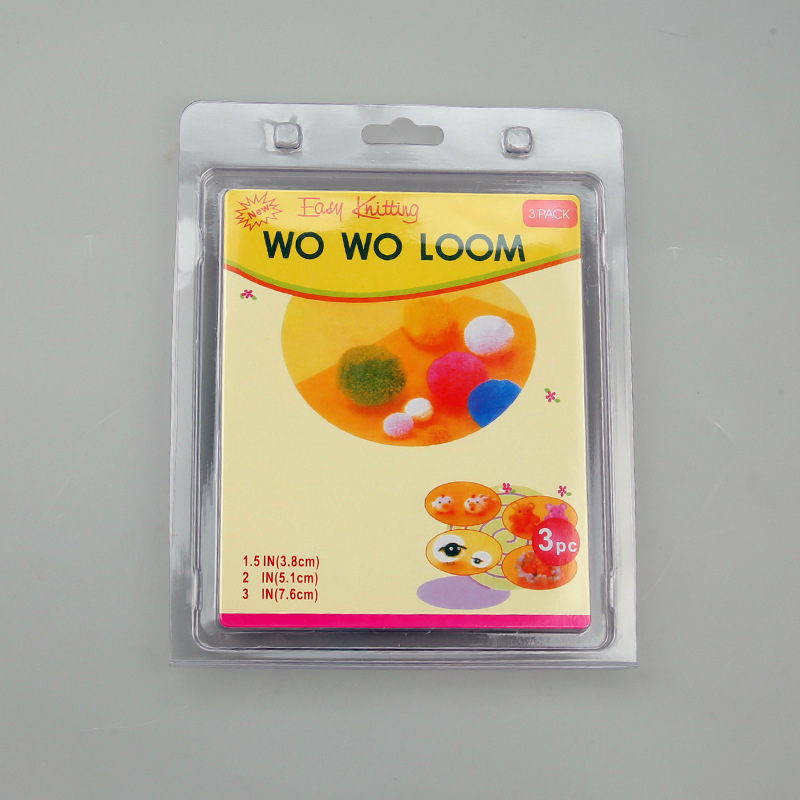 New
Easy Knitting
3 PACK
WO WO LOOM
3pc
1.5 IN(3.8cm)
2 IN(5.1cm)
3 IN(7.6cm)